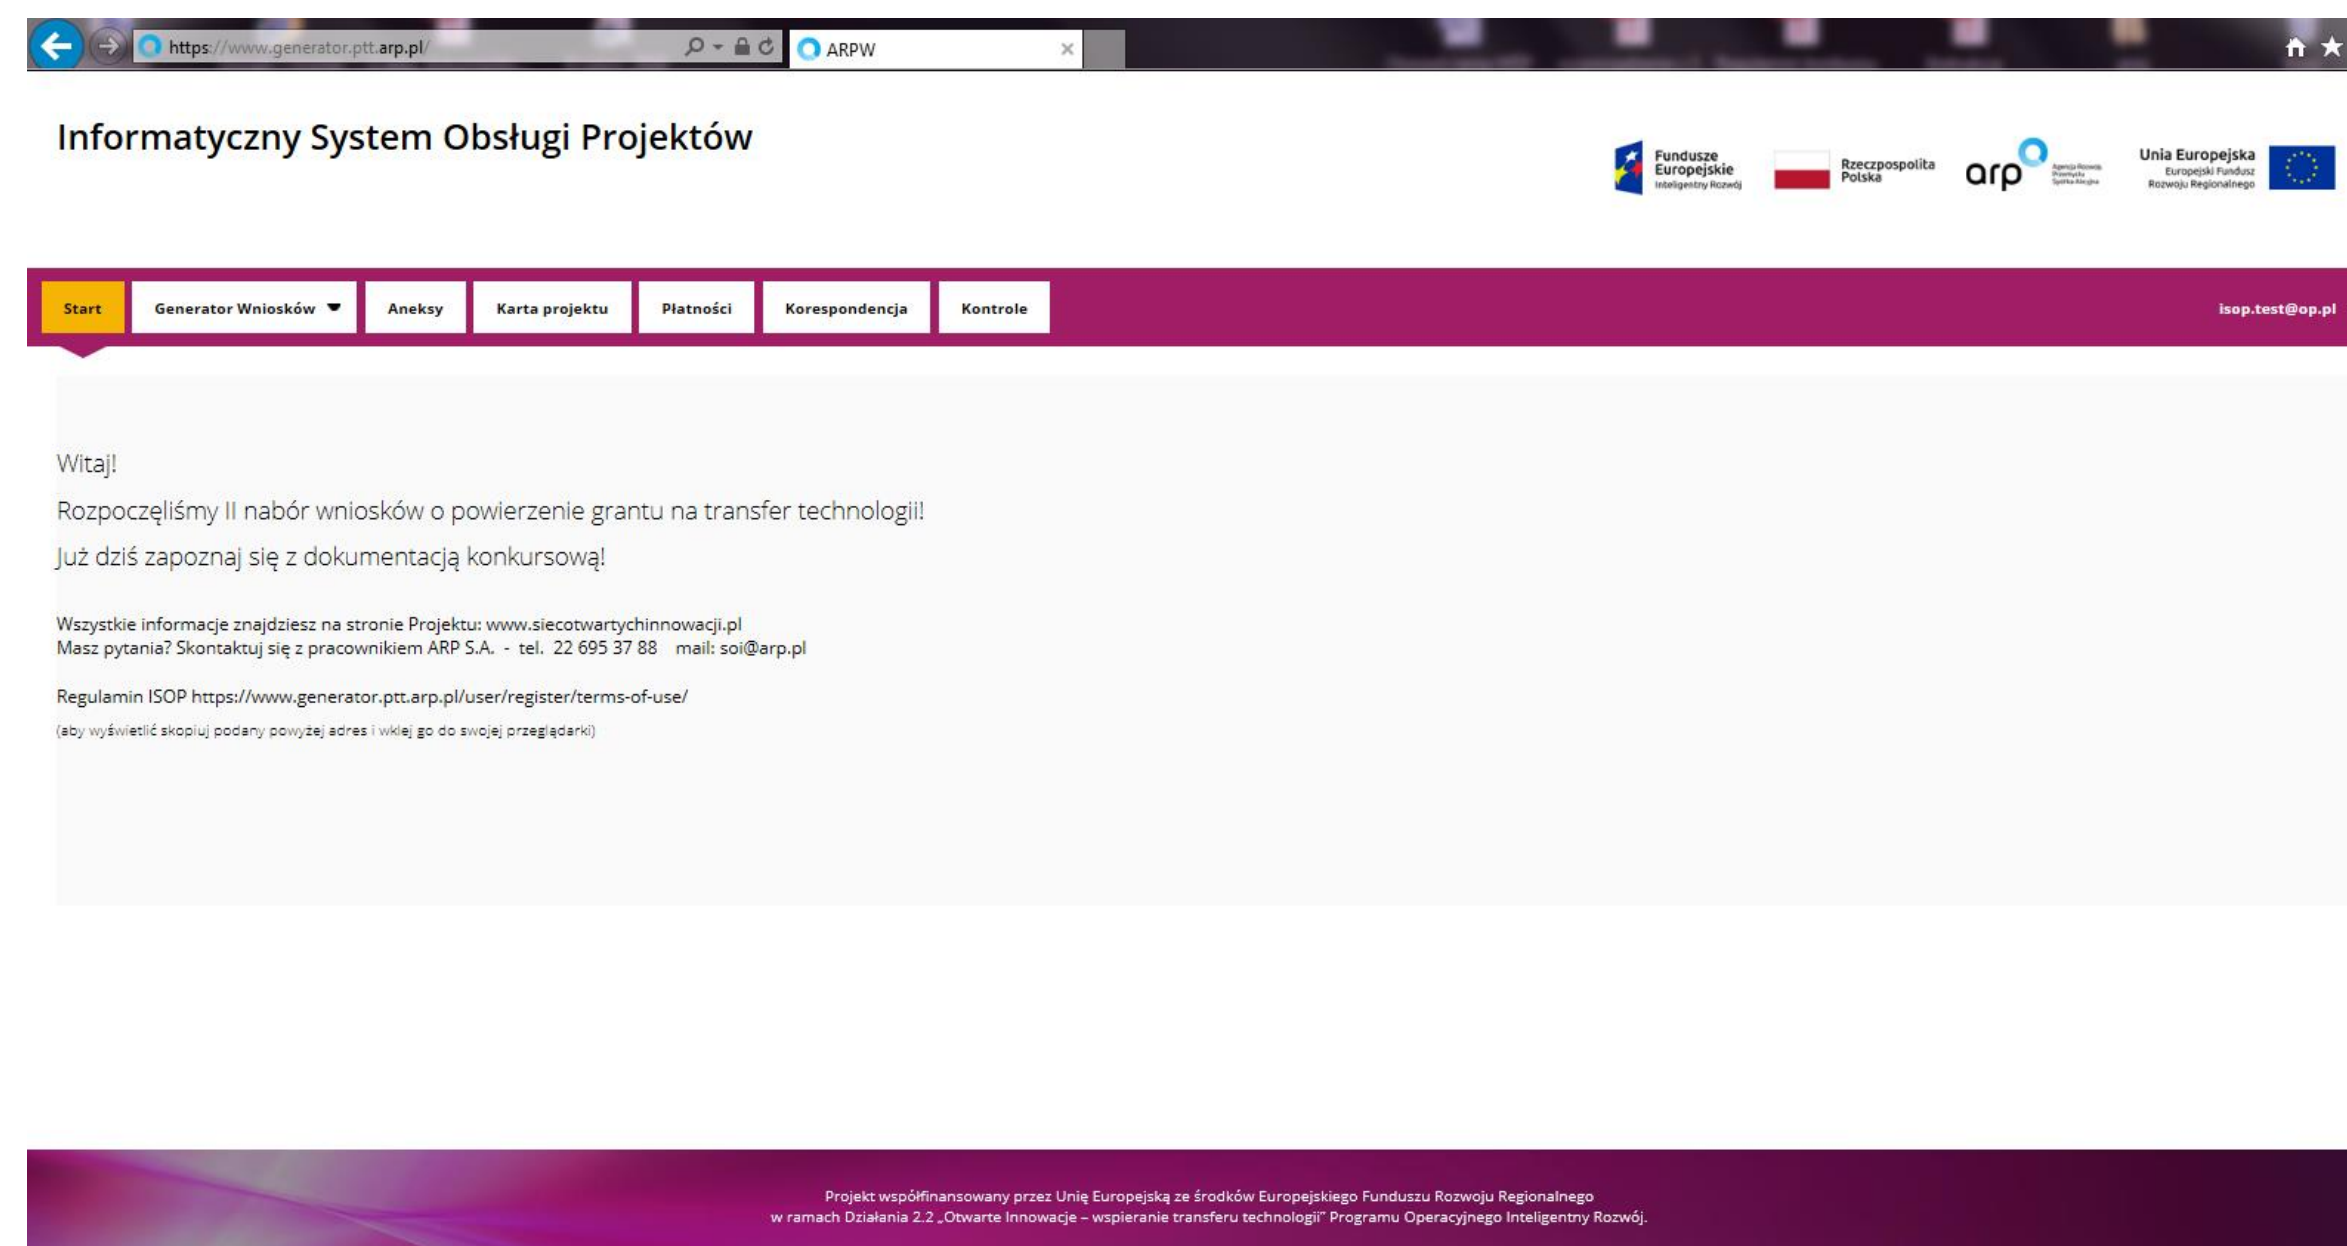 https://www.generator.ptt.arp.pl/
ARPW
Informatyczny System Obsługi Projektów
Fundusze
Europejskie
Inteligentny Rozwój
Rzeczpospolita
Polska
arp
Agencja Rozwoju
Przemysłu
Spółka Akcyjna
Unia Europejska
Europejski Fundusz
Rozwoju Regionalnego
Start
Generator Wniosków
Aneksy
Karta projektu
Płatności
Korespondencja
Kontrole
isop.test@op.pl
Witaj!
Rozpoczęliśmy II nabór wniosków o powierzenie grantu na transfer technologii!
Już dziś zapoznaj się z dokumentacją konkursową!
Wszystkie informacje znajdziesz na stronie Projektu: www.siecotwartychinnowacji.pl
Masz pytania? Skontaktuj się z pracownikiem ARP S.A. - tel. 22 695 37 88 mail: soi@arp.pl
Regulamin ISOP https://www.generator.ptt.arp.pl/user/register/terms-of-use/
(aby wyświetlić skopiuj podany powyżej adres i wklej go do swojej przeglądarki)
Projekt współfinansowany przez Unię Europejską ze środków Europejskiego Funduszu Rozwoju Regionalnego
w ramach Działania 2.2 „Otwarte Innowacje – wspieranie transferu technologii" Programu Operacyjnego Inteligentny Rozwój.